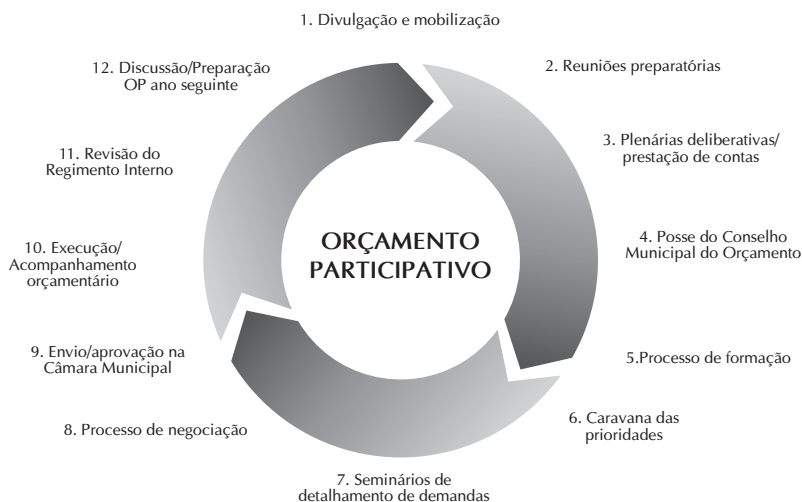 1. Divulgação e mobilização
2. Reuniões preparatórias
3. Plenárias deliberativas/
prestação de contas
4. Posse do Conselho
Municipal do Orçamento
5.Processo de formação
6. Caravana das
prioridades
7. Seminários de
detalhamento de demandas
8. Processo de negociação
9. Envio/aprovação na
Câmara Municipal
10. Execução/
Acompanhamento
orçamentário
11. Revisão do
Regimento Interno
12. Discussão/Preparação
OP ano seguinte
ORÇAMENTO
PARTICIPATIVO